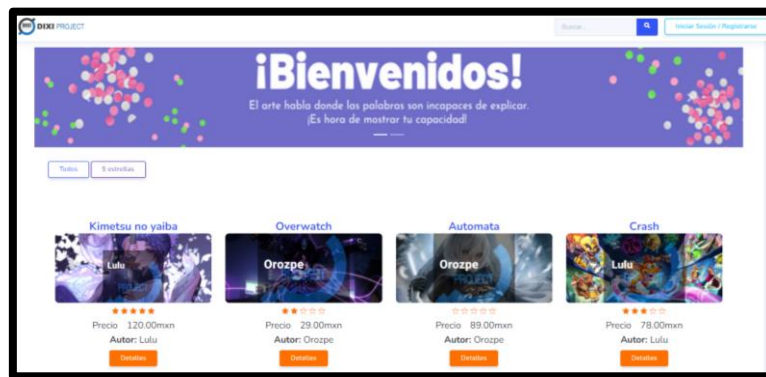 DIXI PROJECT
Buscar...
Iniciar Sesión / Registrarse
¡Bienvenidos!
El arte habla donde las palabras son incapaces de explicar.
¡Es hora de mostrar tu capacidad!
Todos
5 estrellas
Kimetsu no yaiba
Overwatch
Automata
Crash
Lulu
Orozpe
Orozpe
Lulu
PROJECT
Precio 120.00mxn
Precio 29.00mxn
Precio 89.00mxn
Precio 78.00mxn
Autor: Lulu
Autor: Orozpe
Autor: Orozpe
Autor: Lulu
Detalles
Detalles
Detalles
Detalles